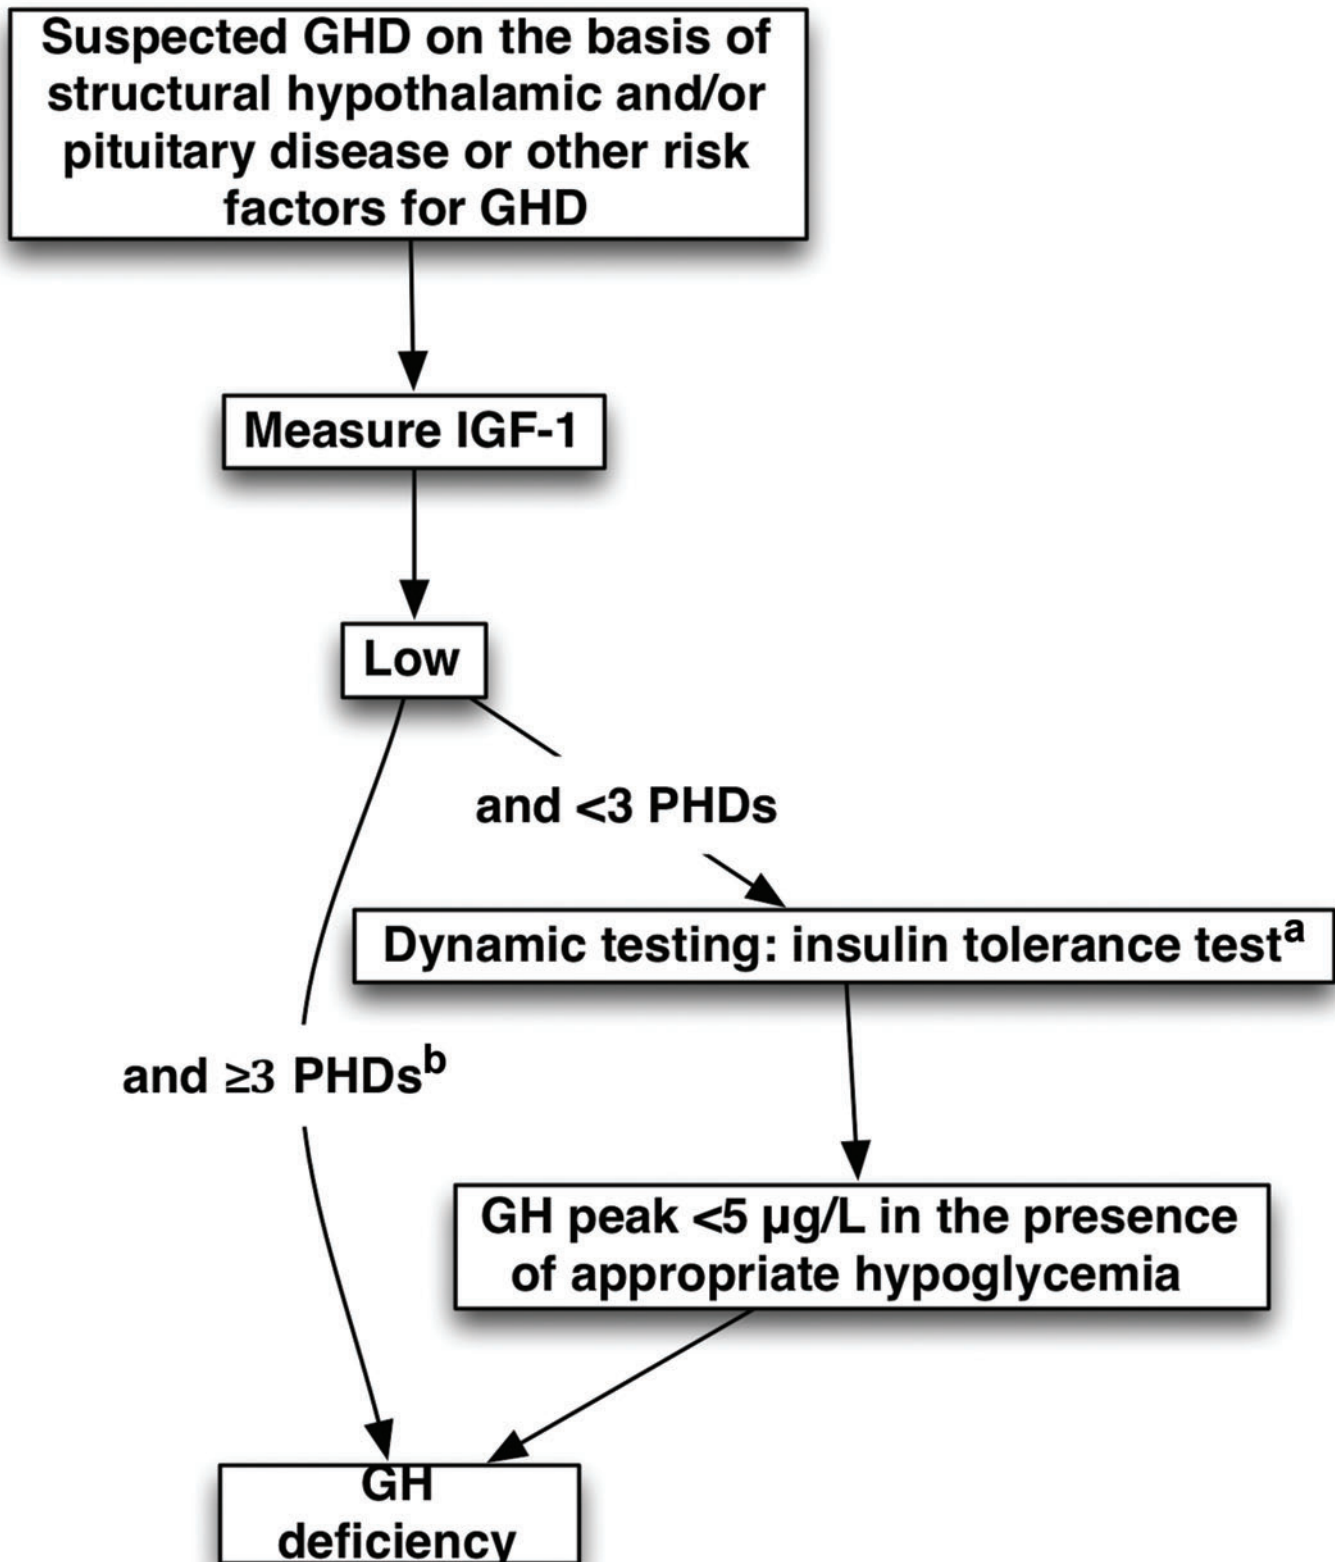 Suspected GHD on the basis of
structural hypothalamic and/or
pituitary disease or other risk
factors for GHD
Measure IGF-1
Low
and <3 PHDs
Dynamic testing: insulin tolerance testᵃ
and ≥3 PHDsᵇ
GH peak <5 µg/L in the presence
of appropriate hypoglycemia
GH
deficiency